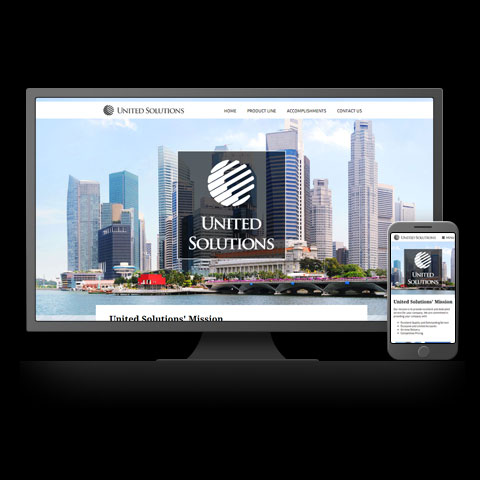 UNITED SOLUTIONS
HOME PRODUCT LINE ACCOMPLISHMENTS CONTACT US
UNITED
SOLUTIONS
United Solutions' Mission
UNITED SOLUTIONS
MENU
UNITED
SOLUTIONS
United Solutions' Mission